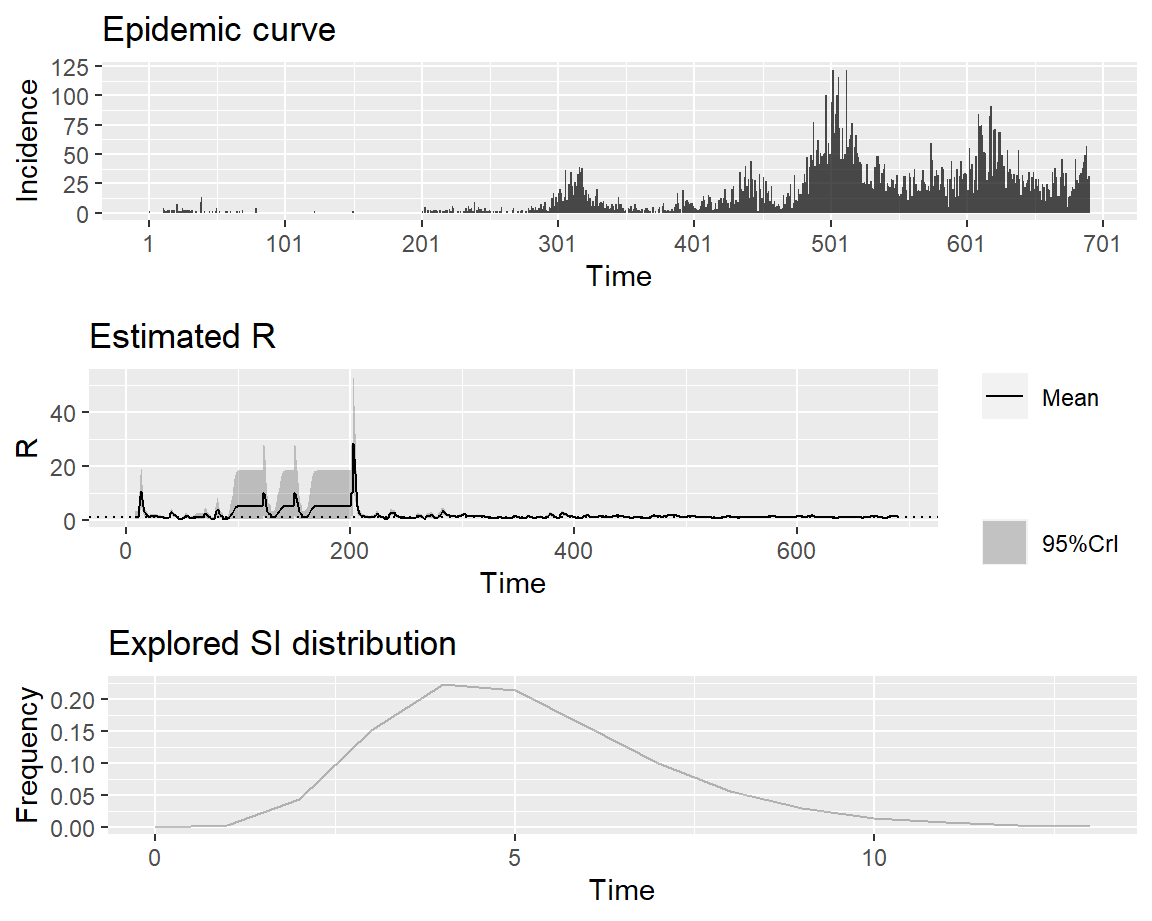 Epidemic curve
125
100
75
50
25
0
Incidence
1 101 201 301 401 501 601 701
Time
Estimated R
40
20
0
R
0 200 400 600
Time
Mean
95%CrI
Explored SI distribution
0.20
0.15
0.10
0.05
0.00
Frequency
0 5 10
Time